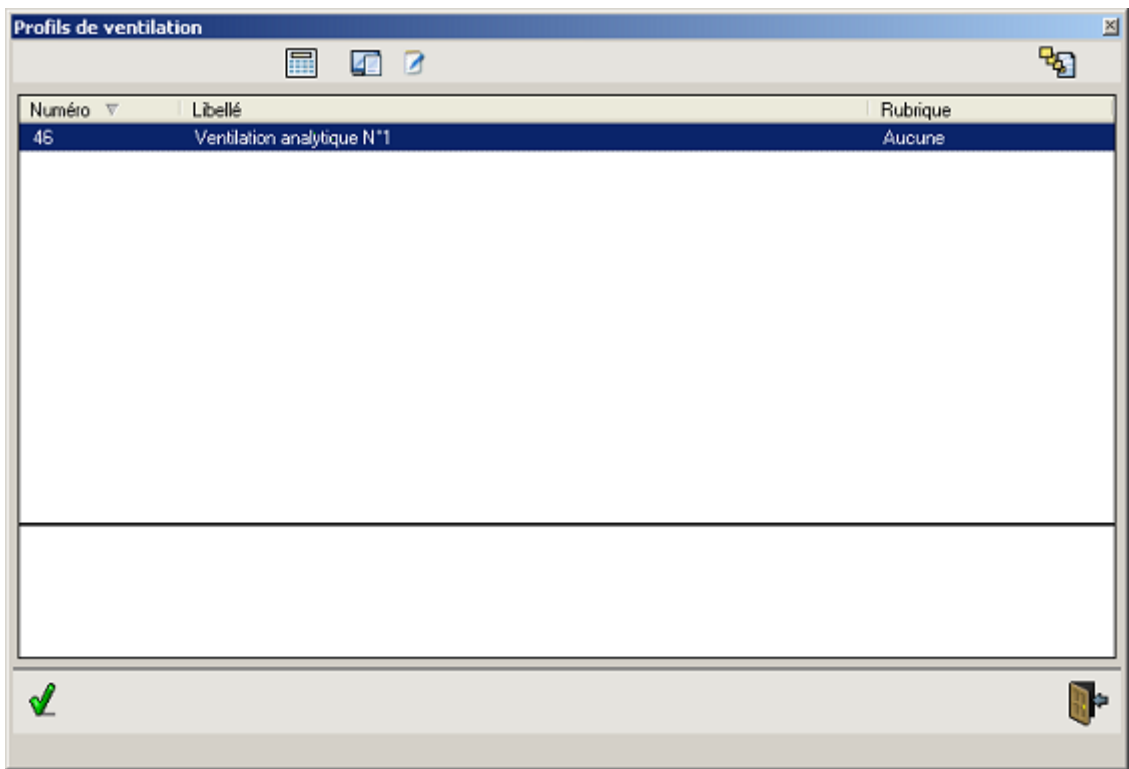 Profils de ventilation
Numéro Libellé Rubrique
46 Ventilation analytique N°1 Aucune